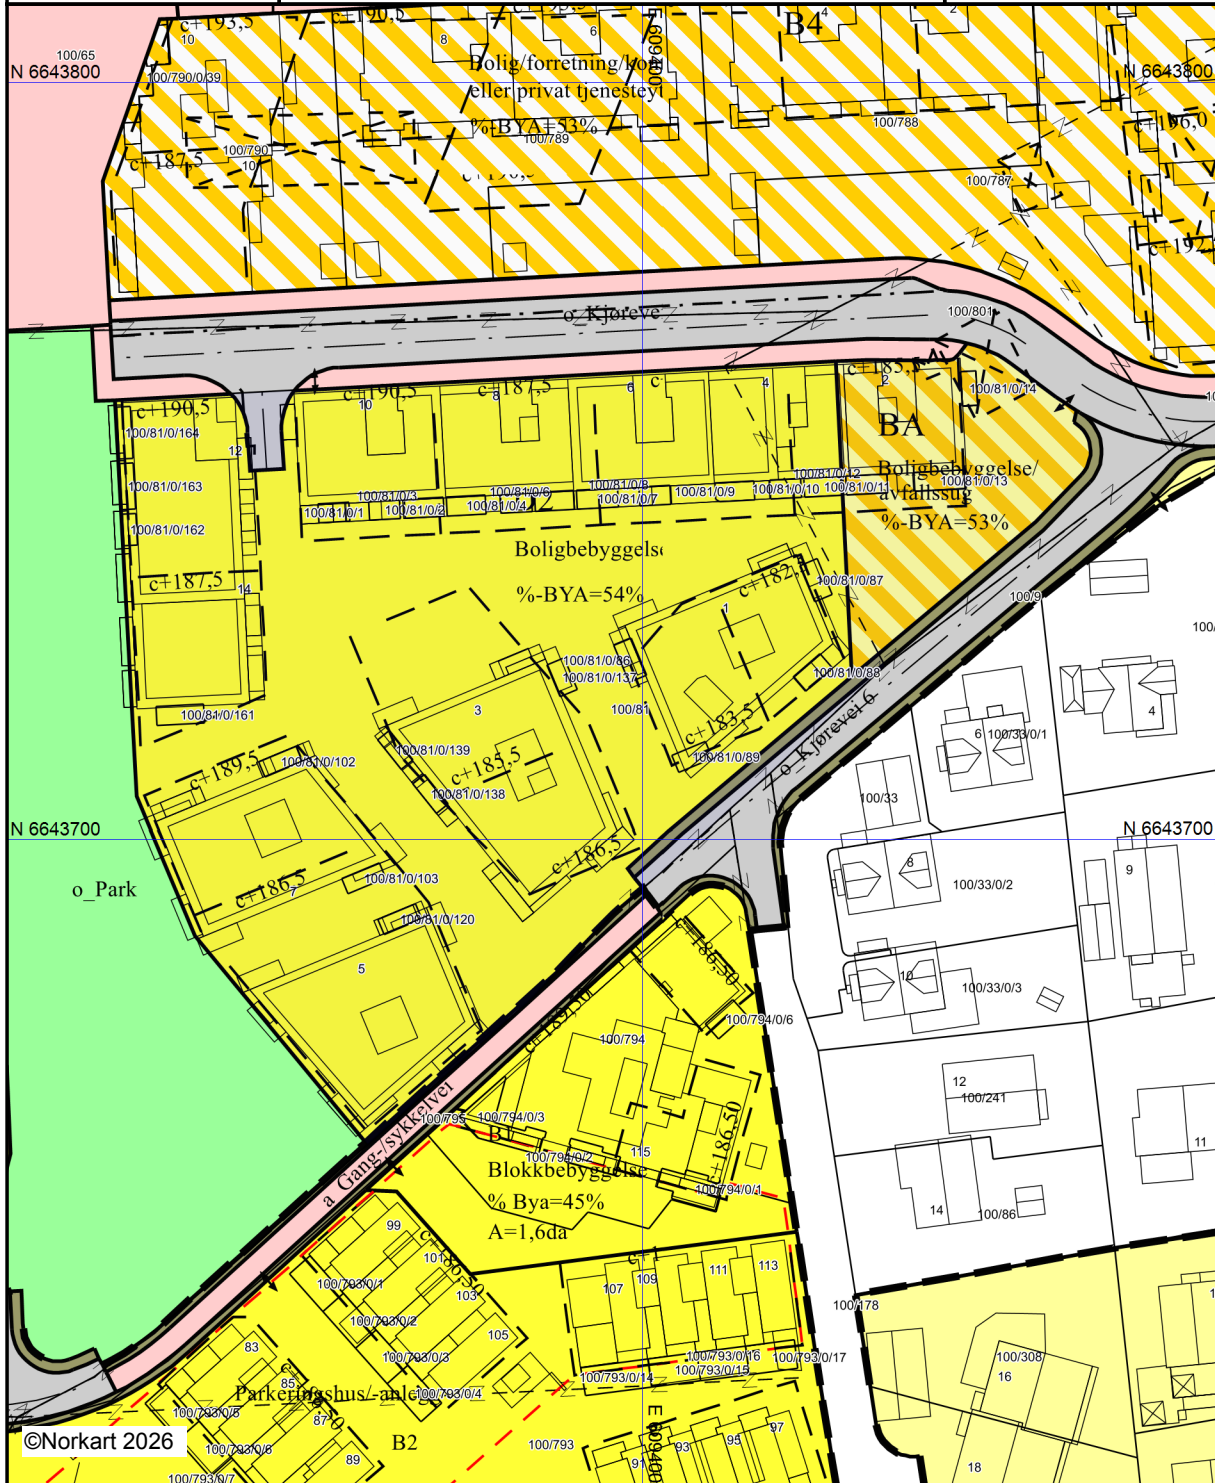 B4
4
2
c+193,5
c+190,5
10
8
6
100/65
N 6643800
E 609400
N 6643800
100/790/0/39
Bolig/forretning/kon
eller privat tjenesteyt
%-BYA=53%
100/789
100/788
c+196,0
c+187,5
100/790
10
100/787
c+192,
o_Kjøreve
100/801
c+185,5
2
c+190,5
c+190,5
10
c+187,5
8
6
4
100/81/0/14
BA
100/81/0/164
12
Boligbebyggelse/
avfallssug
%-BYA=53%
100/81/0/163
100/81/0/3
100/81/0/6
100/81/0/8
100/81/0/12
100/81/0/13
100/81/0/1
100/81/0/2
100/81/0/4
100/81/0/7
100/81/0/9
100/81/0/10
100/81/0/11
100/81/0/162
Boligbebyggelse
%-BYA=54%
c+187,5
14
c+182,
100/81/0/87
100/9
1
100/81/0/86
100/81/0/137
100/81/0/88
100/81/0/161
3
100/81
c+183,5
o_Kjørevei 6
4
6
100/33/0/1
100/81/0/139
100/81/0/89
c+189,5
100/81/0/102
c+185,5
100/81/0/138
100/33
N 6643700
N 6643700
c+186,5
8
9
o_Park
c+186,5
7
100/81/0/103
100/33/0/2
100/81/0/120
c+186,50
5
10
100/33/0/3
c+189,50
100/794/0/6
100/794
12
100/241
100/795
100/794/0/3
B1
c+186,50
a_Gang-/sykkelvei
115
100/794/0/2
11
Blokkbebyggelse
100/794/0/1
% Bya=45%
A=1,6da
14
100/86
99
101
c+186,50
c+1
107
109
111
113
100/793/0/1
103
100/178
100/793/0/2
105
83
100/793/0/3
100/793/0/16
100/793/0/17
100/308
100/793/0/14
100/793/0/15
16
85
Parkeringshus/-anlegg
100/793/0/4
100/793/0/5
87
B2
100/793
E 609400
97
95
93
91
©Norkart 2026
100/793/0/6
89
18
100/793/0/7